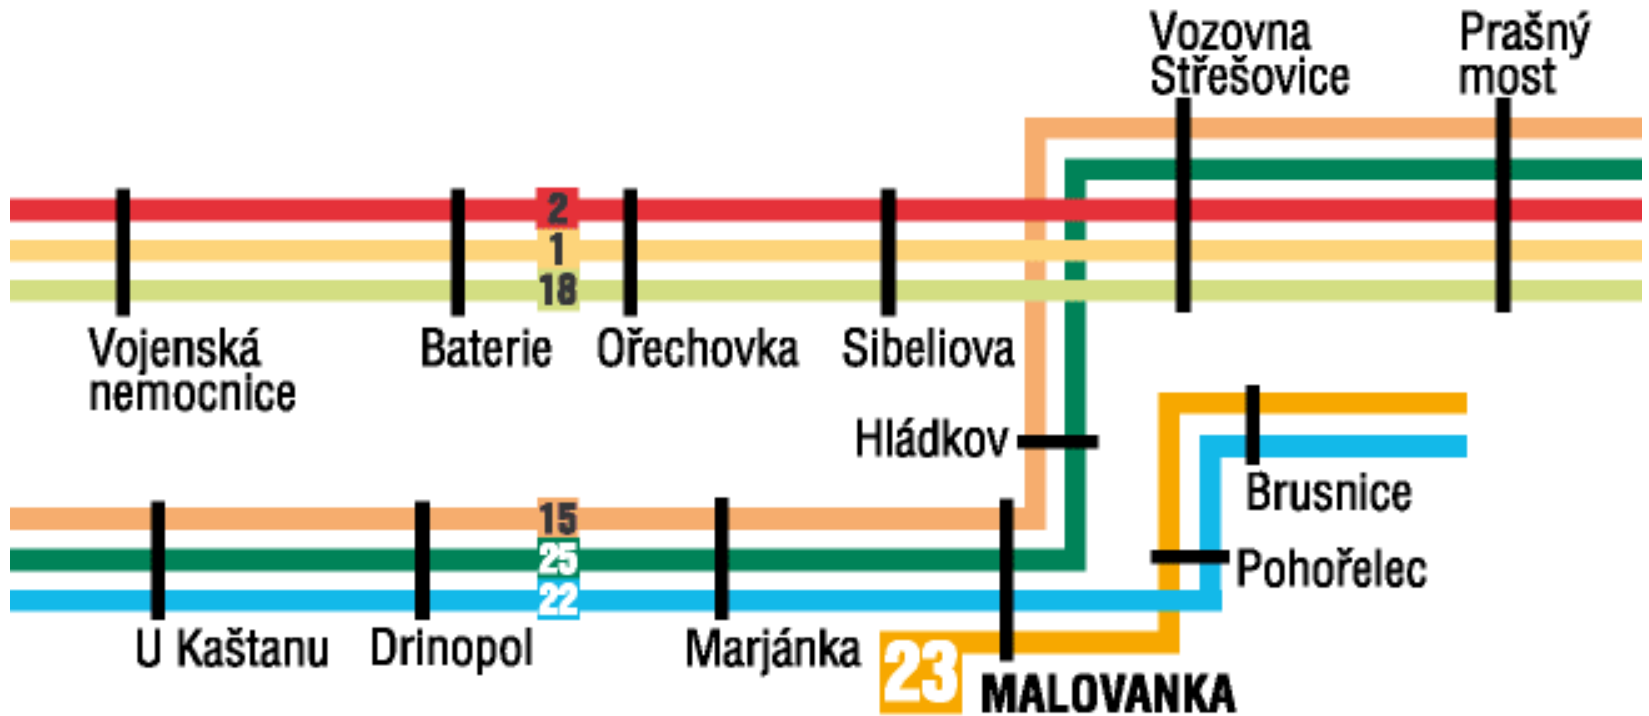 Vozovna
Střešovice
Prašný
most
2
1
18
Vojenská
nemocnice
Baterie
Ořechovka
Sibeliova
Hládkov
Brusnice
15
25
22
Pohořelec
U Kaštanu
Drinopol
Marjánka
23
MALOVANKA